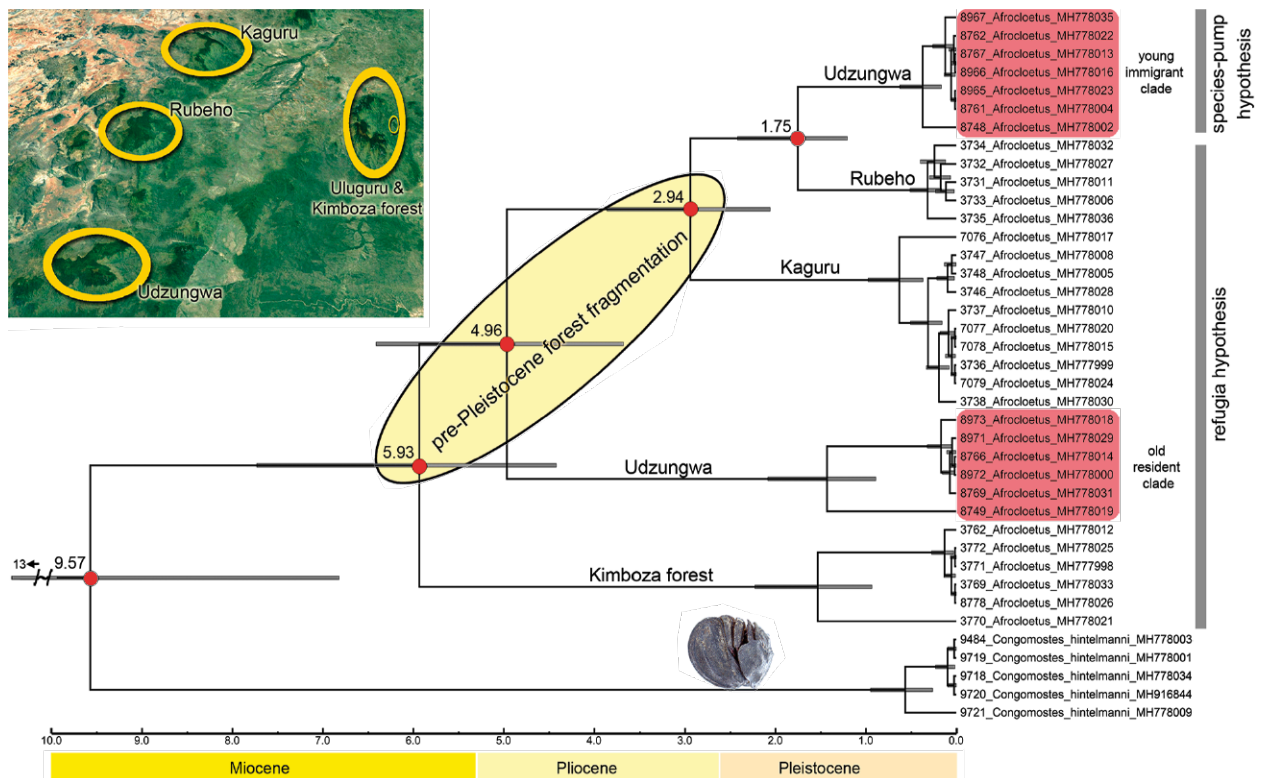 Kaguru
Rubeho
Uluguru &
Kimboza forest
Udzungwa
8967_Afrocloetus_MH778035
8762_Afrocloetus_MH778022
8767_Afrocloetus_MH778013
8966_Afrocloetus_MH778016
8965_Afrocloetus_MH778023
8761_Afrocloetus_MH778004
8748_Afrocloetus_MH778002
3734_Afrocloetus_MH778032
3732_Afrocloetus_MH778027
3731_Afrocloetus_MH778011
3733_Afrocloetus_MH778006
3735_Afrocloetus_MH778036
7076_Afrocloetus_MH778017
3747_Afrocloetus_MH778008
3748_Afrocloetus_MH778005
3746_Afrocloetus_MH778028
3737_Afrocloetus_MH778010
7077_Afrocloetus_MH778020
7078_Afrocloetus_MH778015
3736_Afrocloetus_MH777999
7079_Afrocloetus_MH778024
3738_Afrocloetus_MH778030
8973_Afrocloetus_MH778018
8971_Afrocloetus_MH778029
8766_Afrocloetus_MH778014
8972_Afrocloetus_MH778000
8769_Afrocloetus_MH778031
8749_Afrocloetus_MH778019
3762_Afrocloetus_MH778012
3772_Afrocloetus_MH778025
3771_Afrocloetus_MH777998
3769_Afrocloetus_MH778033
8778_Afrocloetus_MH778026
3770_Afrocloetus_MH778021
9484_Congomostes_hintelmanni_MH778003
9719_Congomostes_hintelmanni_MH778001
9718_Congomostes_hintelmanni_MH778034
9720_Congomostes_hintelmanni_MH916844
9721_Congomostes_hintelmanni_MH778009
young
immigrant
clade
species-pump
hypothesis
old
resident
clade
refugia hypothesis
Udzungwa
1.75
Rubeho
2.94
Kaguru
pre-Pleistocene forest fragmentation
4.96
5.93
Udzungwa
13
9.57
Kimboza forest
10.0 9.0 8.0 7.0 6.0 5.0 4.0 3.0 2.0 1.0 0.0
Miocene Pliocene Pleistocene